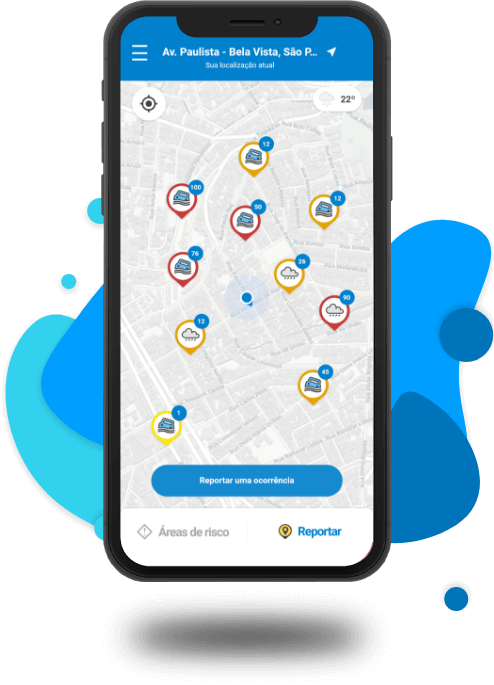 Av. Paulista - Bela Vista, São P...
Sua localização atual
22º
12
100
12
50
76
26
90
12
45
1
Reportar uma ocorrência
Áreas de risco
Reportar